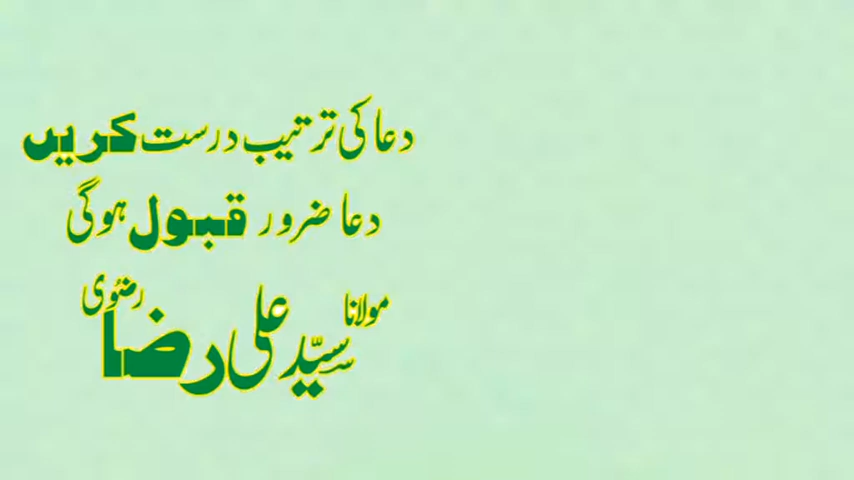 دعا کی ترتیب درست کریں
دعا ضرور قبول ہوگی
مولانا سیّد علی رضا رضوی